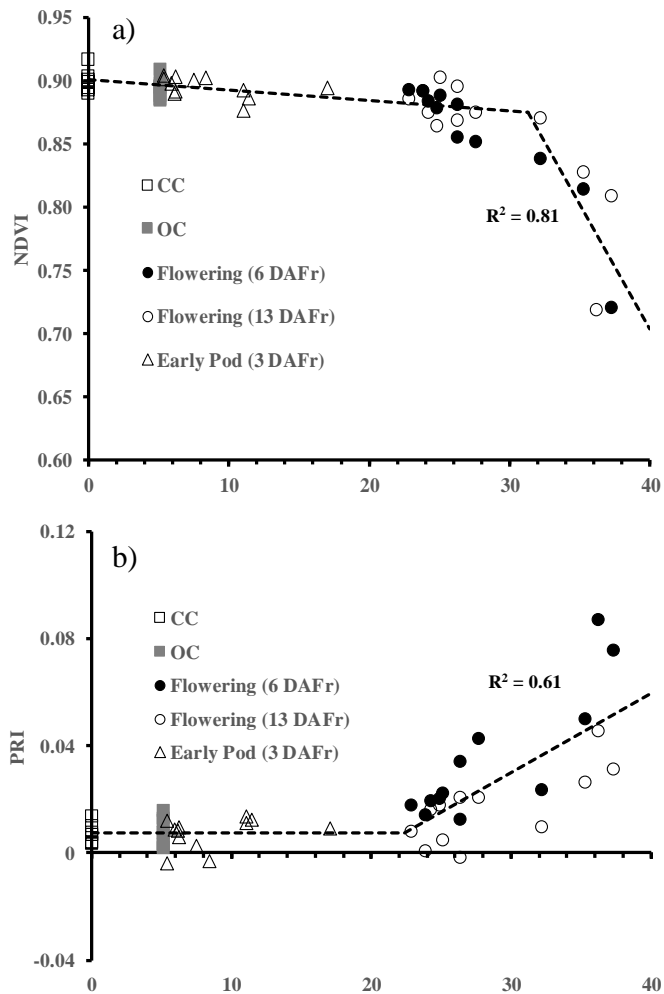 a)
0.95
0.90
0.85
0.80
0.75
0.70
0.65
0.60
NDVI
CC
OC
Flowering (6 DAFr)
Flowering (13 DAFr)
Early Pod (3 DAFr)
R² = 0.81
0 10 20 30 40
b)
0.12
0.08
0.04
0
-0.04
PRI
CC
OC
Flowering (6 DAFr)
Flowering (13 DAFr)
Early Pod (3 DAFr)
R² = 0.61
0 10 20 30 40